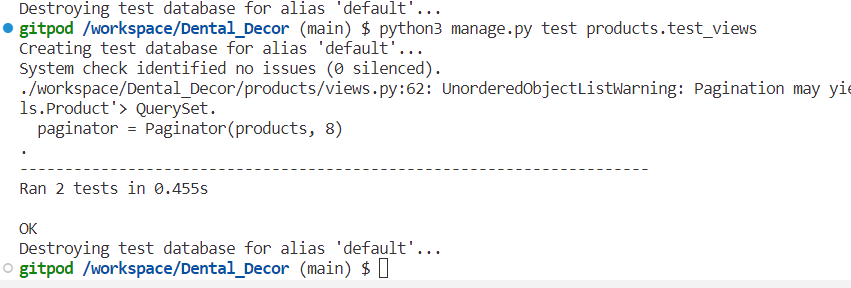 Destroying test database for alias 'default'...
gitpod /workspace/Dental_Decor (main) $ python3 manage.py test products.test_views
Creating test database for alias 'default'...
System check identified no issues (0 silenced).
./workspace/Dental_Decor/products/views.py:62: UnorderedObjectListWarning: Pagination may yie
ls.Product'> QuerySet.
  paginator = Paginator(products, 8)
.
----------------------------------------------------------------------
Ran 2 tests in 0.455s
OK
Destroying test database for alias 'default'...
gitpod /workspace/Dental_Decor (main) $